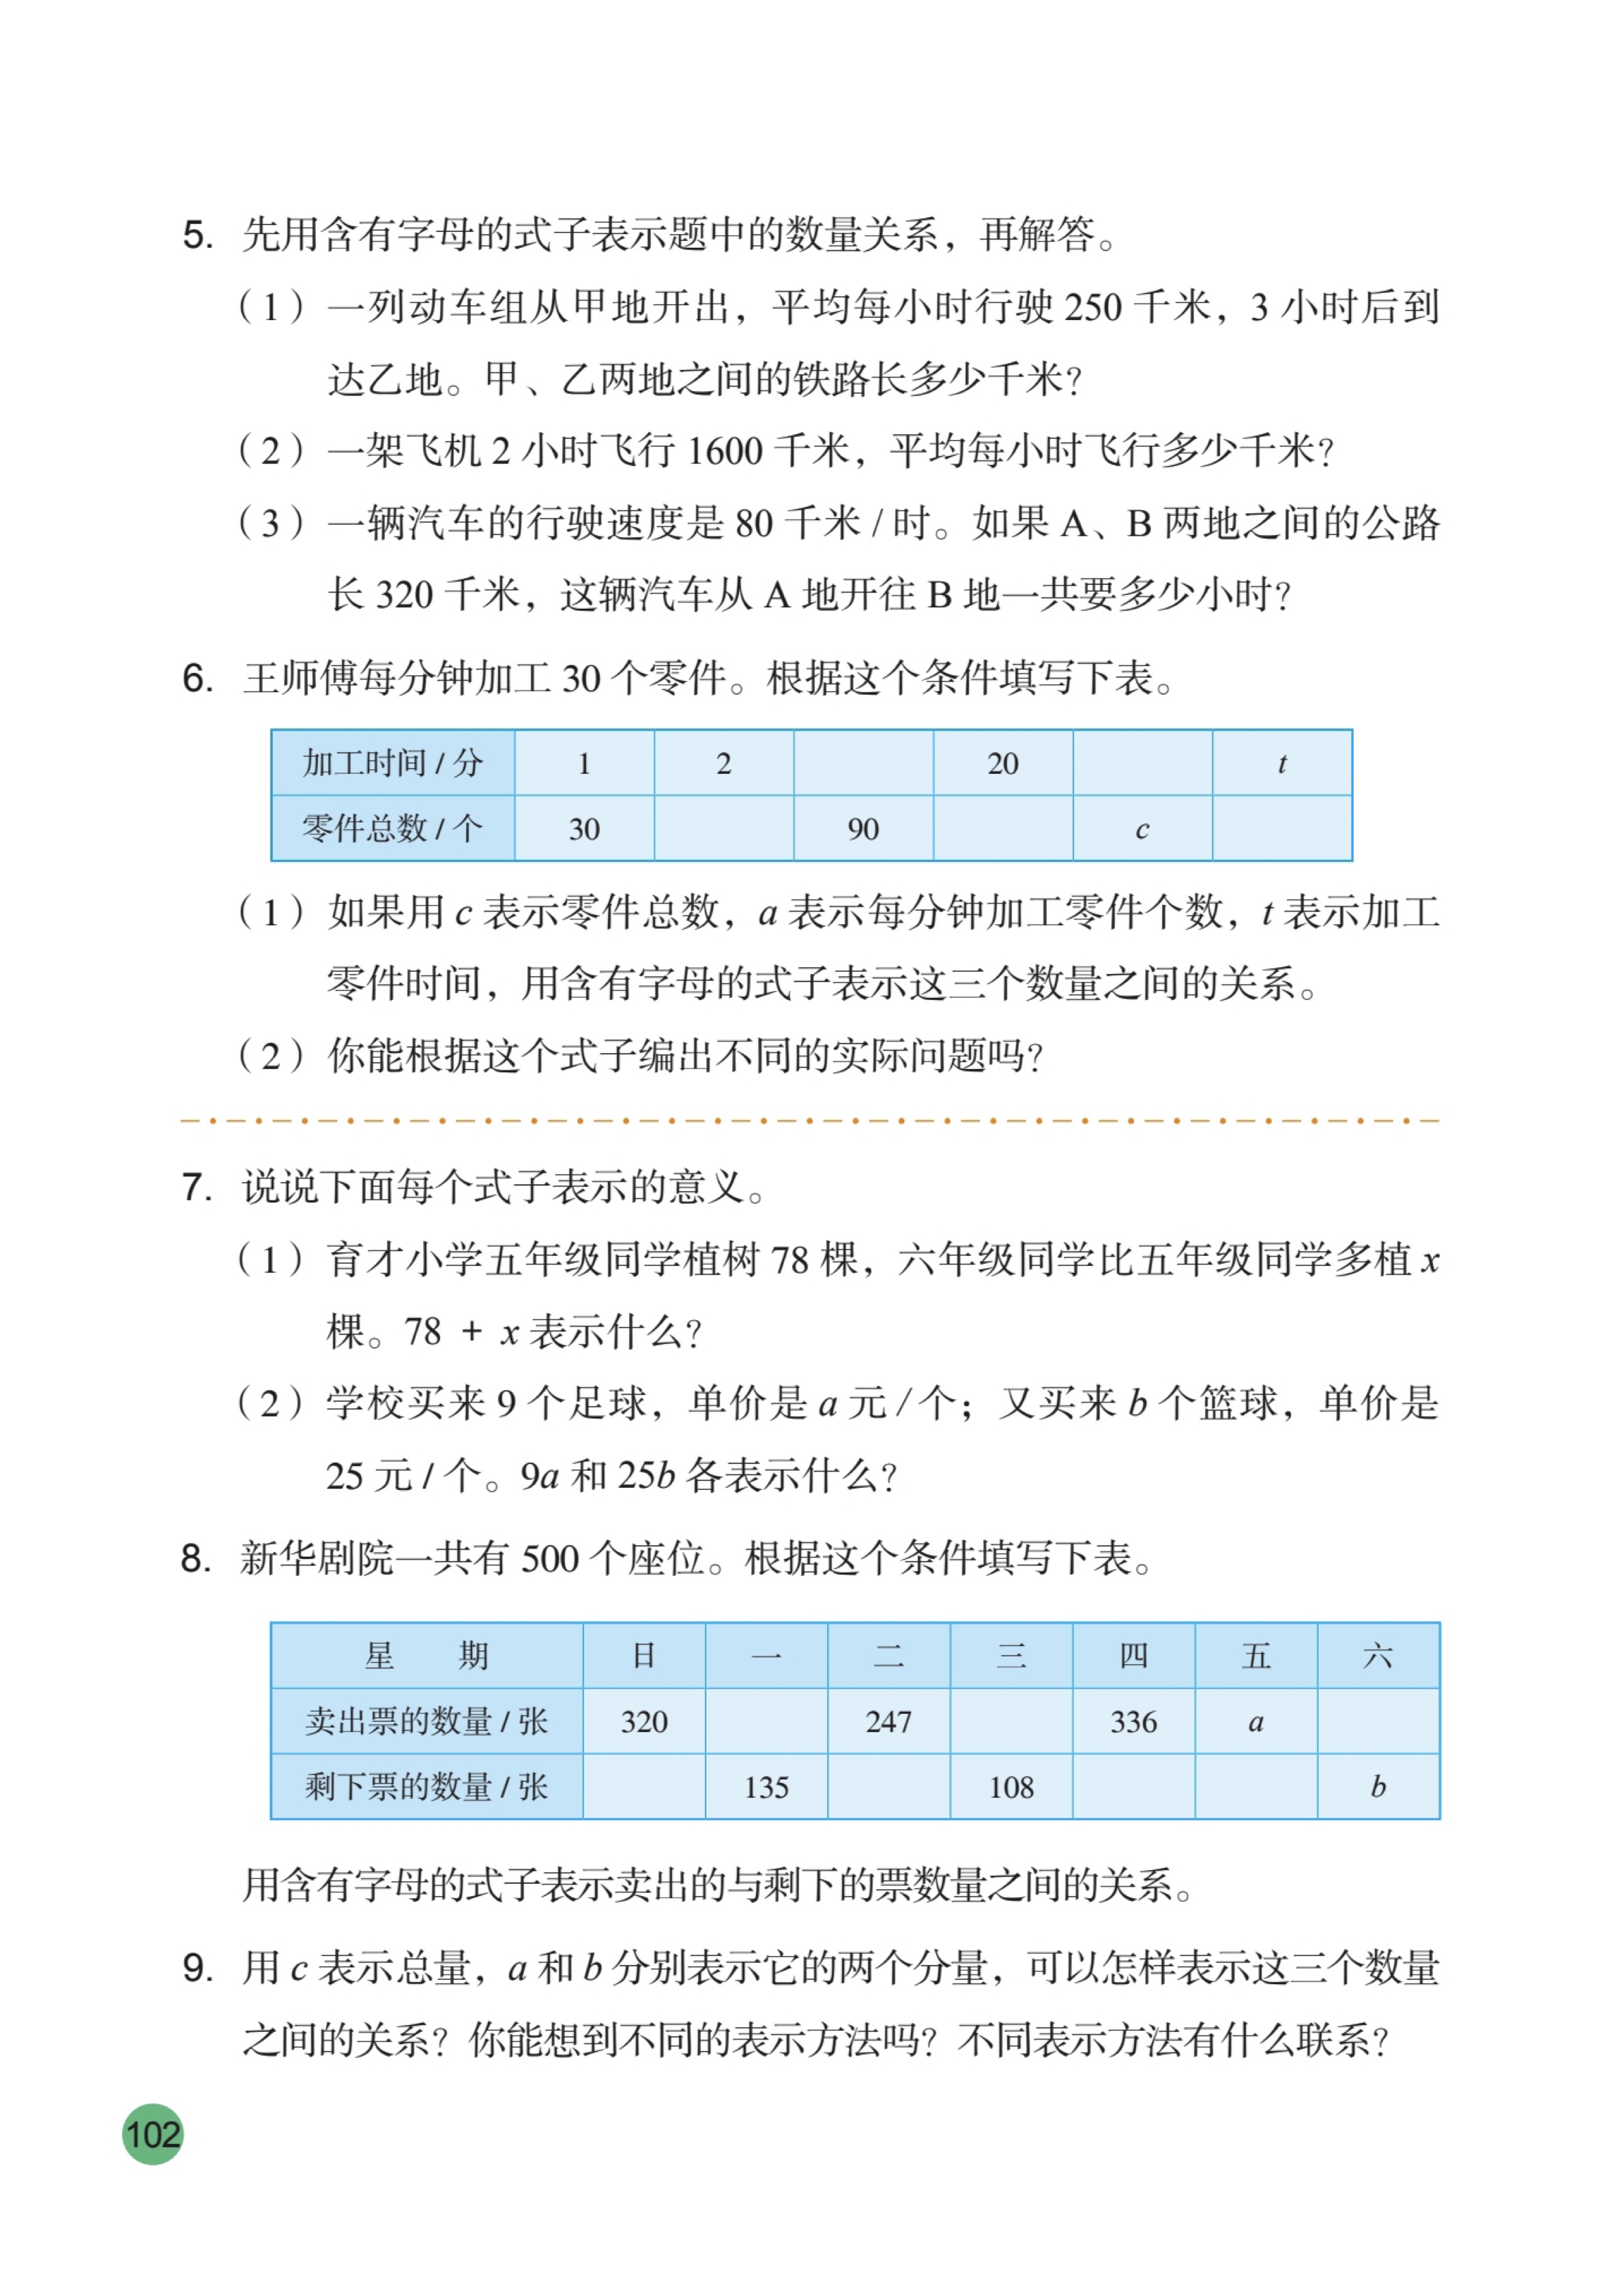 5. 先用含有字母的式子表示题中的数量关系，再解答。
（1）一列动车组从甲地开出，平均每小时行驶 250 千米，3 小时后到
达乙地。甲、乙两地之间的铁路长多少千米？
（2）一架飞机 2 小时飞行 1600 千米，平均每小时飞行多少千米？
（3）一辆汽车的行驶速度是 80 千米 / 时。如果 A、B 两地之间的公路
长 320 千米，这辆汽车从 A 地开往 B 地一共要多少小时？
6. 王师傅每分钟加工 30 个零件。根据这个条件填写下表。
加工时间 / 分 1 2 20 t
零件总数 / 个 30 90 c
（1）如果用 c 表示零件总数，a 表示每分钟加工零件个数，t 表示加工
零件时间，用含有字母的式子表示这三个数量之间的关系。
（2）你能根据这个式子编出不同的实际问题吗？
7. 说说下面每个式子表示的意义。
（1）育才小学五年级同学植树 78 棵，六年级同学比五年级同学多植 x
棵。78 + x 表示什么？
（2）学校买来 9 个足球，单价是 a 元 / 个；又买来 b 个篮球，单价是
25 元 / 个。9a 和 25b 各表示什么？
8. 新华剧院一共有 500 个座位。根据这个条件填写下表。
星 期 日 一 二 三 四 五 六
卖出票的数量 / 张 320 247 336 a
剩下票的数量 / 张 135 108 b
用含有字母的式子表示卖出的与剩下的票数量之间的关系。
9. 用 c 表示总量，a 和 b 分别表示它的两个分量，可以怎样表示这三个数量
之间的关系？你能想到不同的表示方法吗？不同表示方法有什么联系？
102